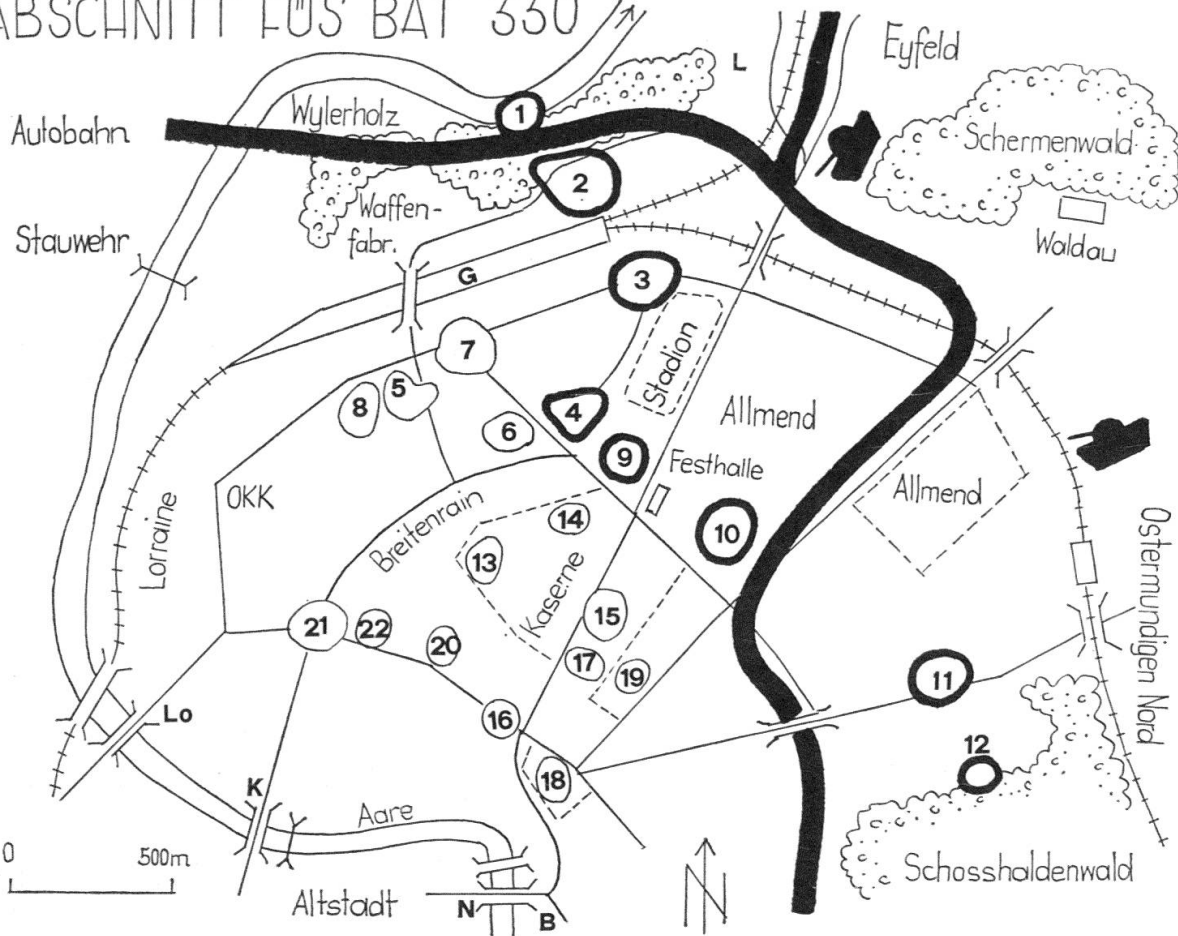 ABSCHNITT FÜS BAT 330
Eyfeld
L
Autobahn
Wylerholz
1
Schermenwald
2
Waffen-
fabr.
Stauwehr
Waldau
G
3
7
Stadion
5
8
4
6
Allmend
9
Festhalle
OKK
Allmend
Breitenrain
14
10
Lorraine
13
Kaserne
Ostermundigen Nord
15
21
22
20
17
19
11
Lo
16
12
18
K
Aare
0
500m
Schosshaldenwald
Altstadt
N
B
N